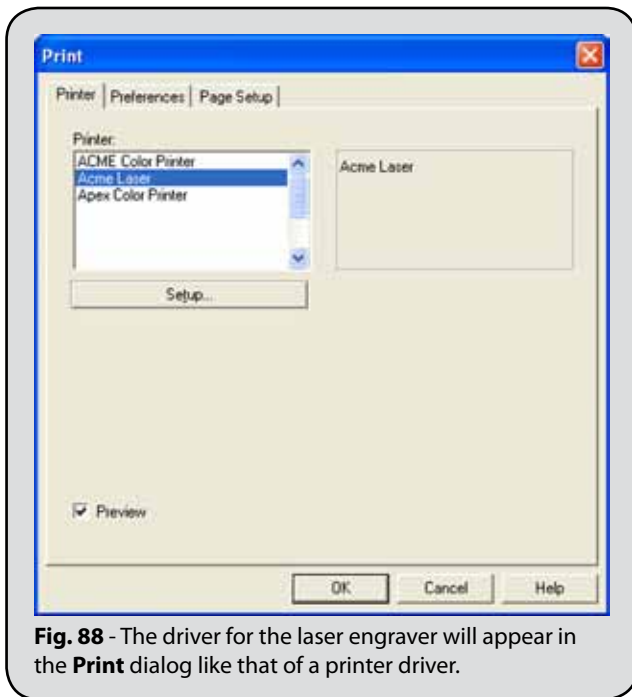 Print
Printer Preferences Page Setup
Printer:
ACME Color Printer
Acme Laser
Apex Color Printer
Acme Laser
Setup...
Preview
OK Cancel Help
Fig. 88 - The driver for the laser engraver will appear in
the Print dialog like that of a printer driver.